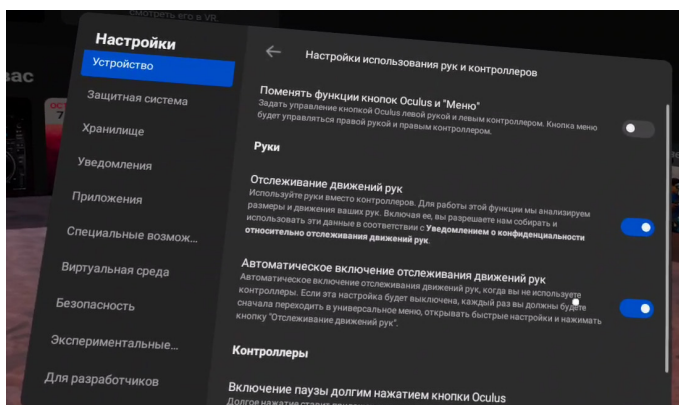 смотреть его в VR.
вас
Настройки
Устройство
Защитная система
Хранилище
Уведомления
Приложения
Специальные возмож...
Виртуальная среда
Безопасность
Экспериментальные...
Для разработчиков
← Настройки использования рук и контроллеров
Поменять функции кнопок Oculus и "Меню"
Задать управление кнопкой Oculus левой рукой и левым контроллером. Кнопка меню
будет управляться правой рукой и правым контроллером.
Руки
Отслеживание движений рук
Используйте руки вместо контроллеров. Для работы этой функции мы анализируем
размеры и движения ваших рук. Включая ее, вы разрешаете нам собирать и
использовать эти данные в соответствии с Уведомлением о конфиденциальности
относительно отслеживания движений рук.
Автоматическое включение отслеживания движений рук
Автоматическое включение отслеживания движений рук, когда вы не используете
контроллеры. Если эта настройка будет выключена, каждый раз вы должны будете
сначала переходить в универсальное меню, открывать быстрые настройки и нажимать
кнопку "Отслеживание движений рук".
Контроллеры
Включение паузы долгим нажатием кнопки Oculus